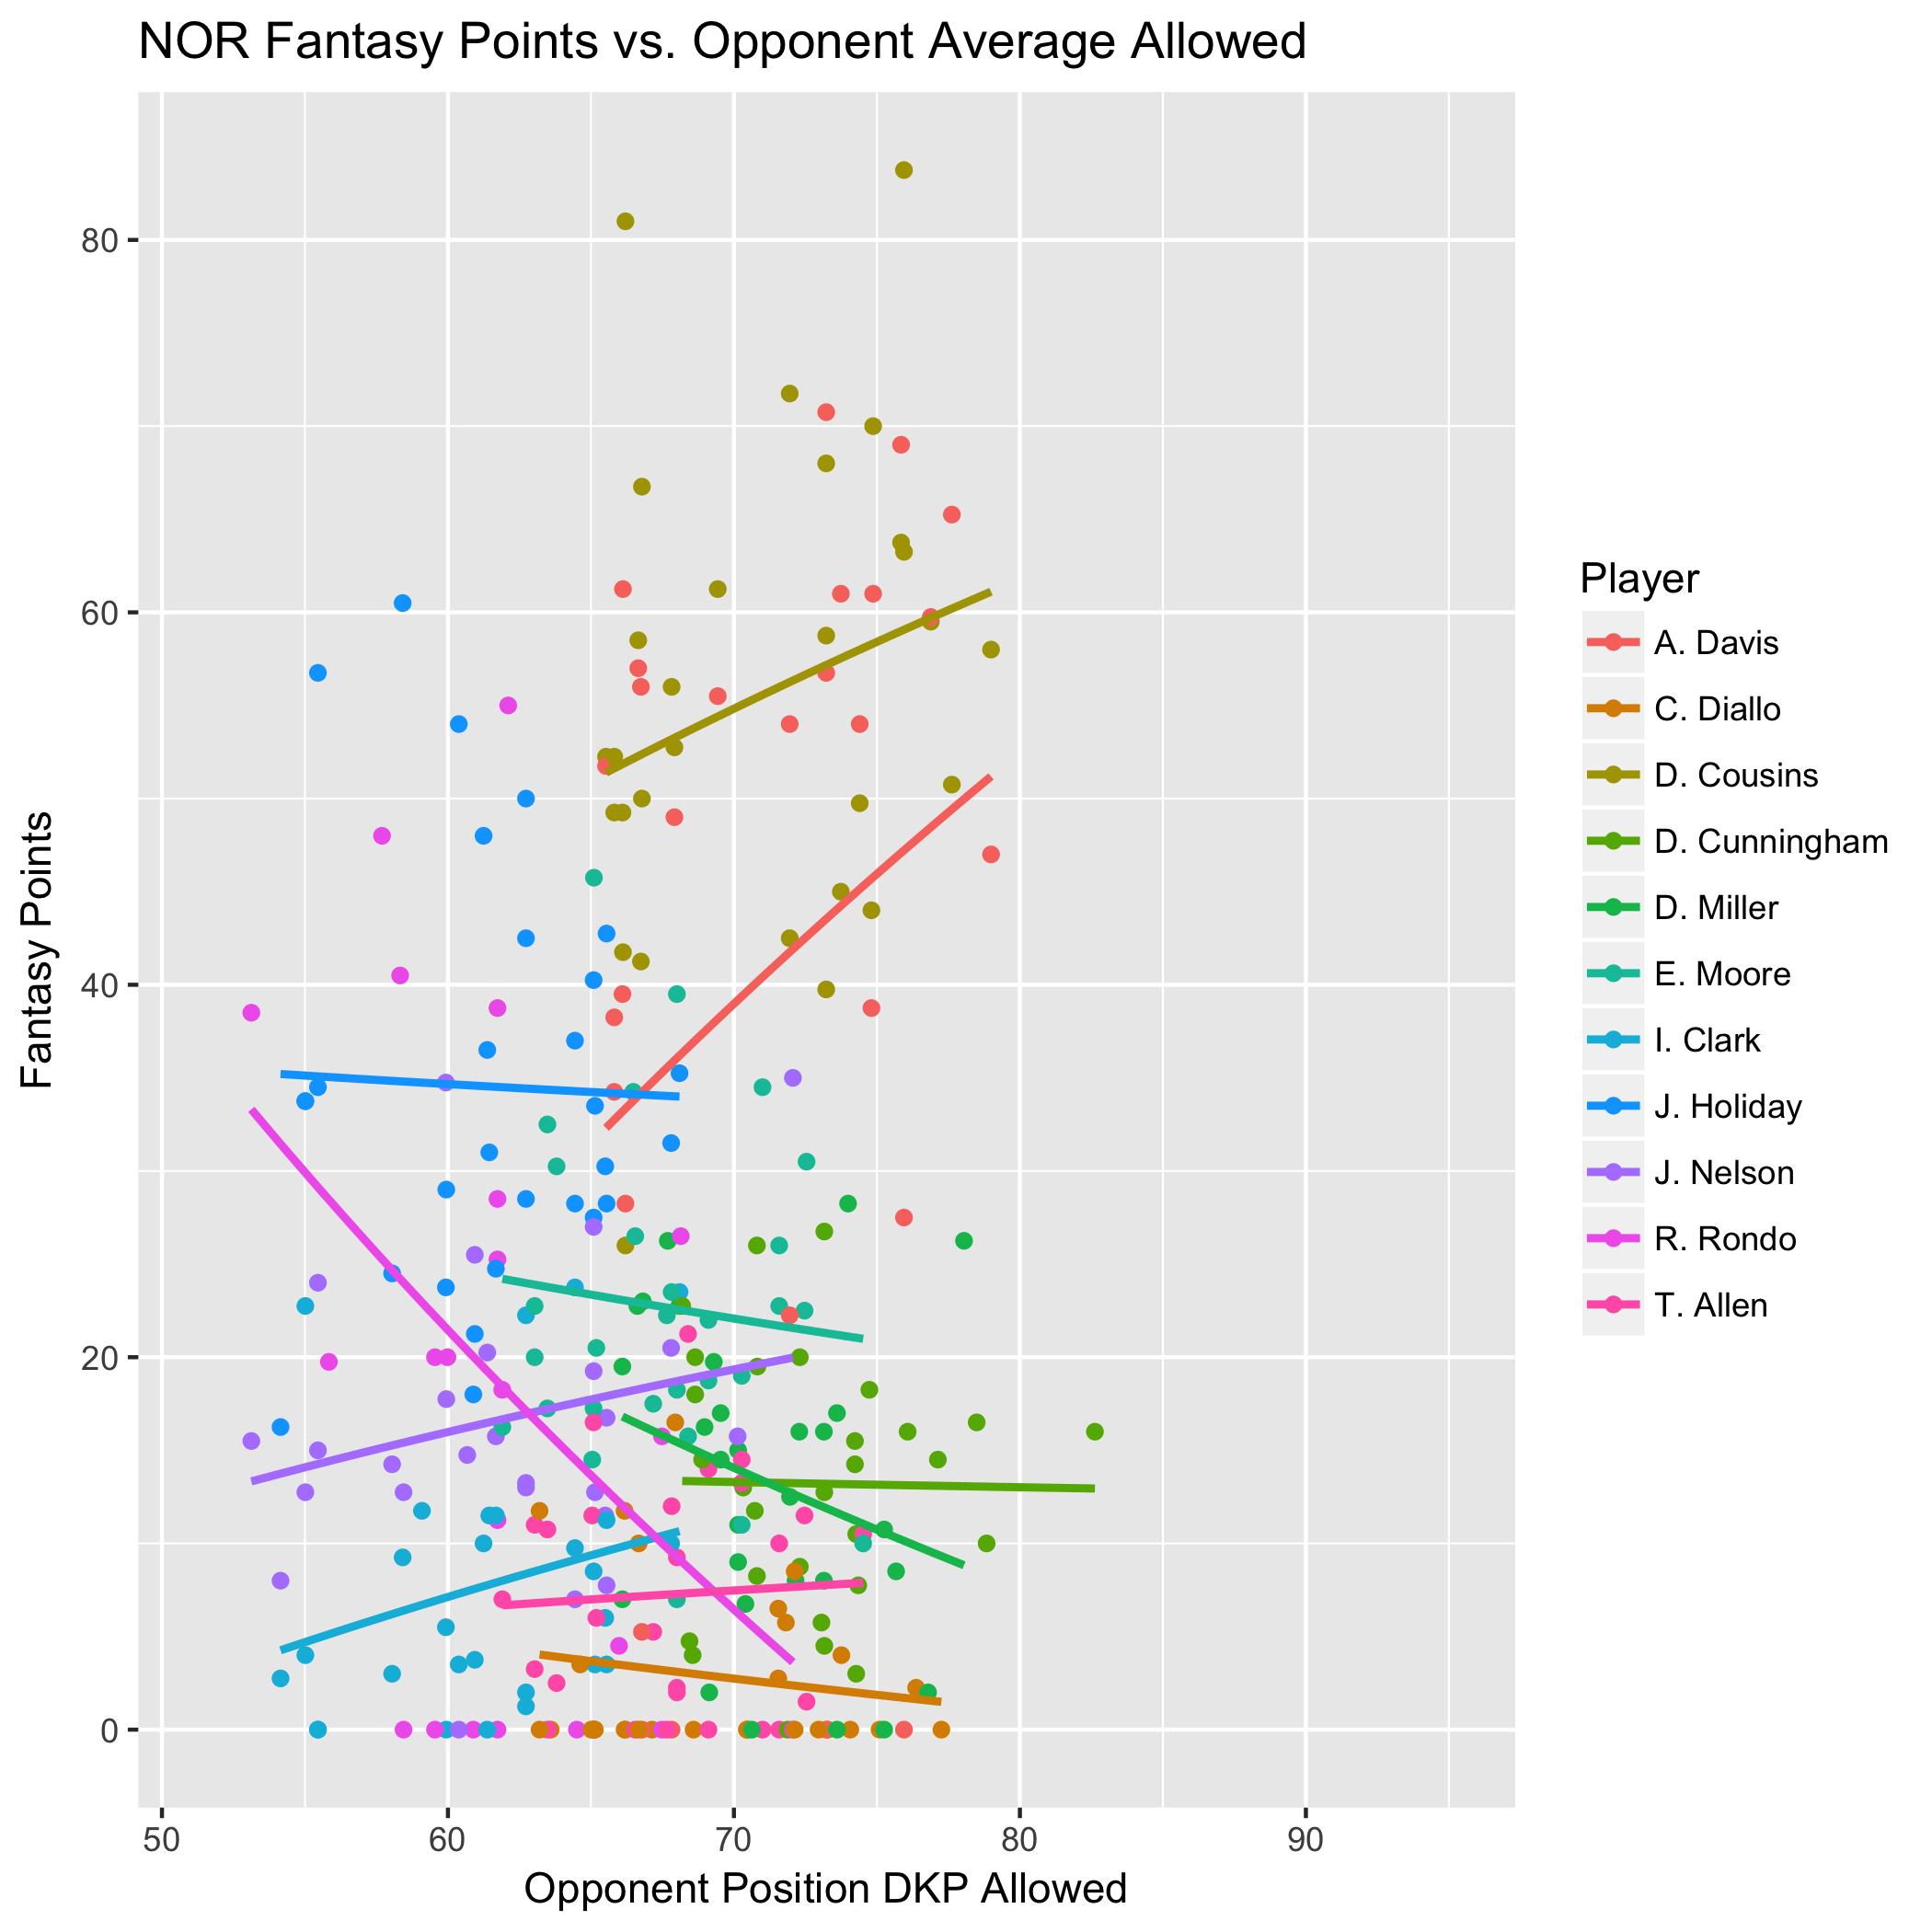 NOR Fantasy Points vs. Opponent Average Allowed
80
60
40
20
0
Fantasy Points
50 60 70 80 90
Opponent Position DKP Allowed
Player
A. Davis
C. Diallo
D. Cousins
D. Cunningham
D. Miller
E. Moore
I. Clark
J. Holiday
J. Nelson
R. Rondo
T. Allen